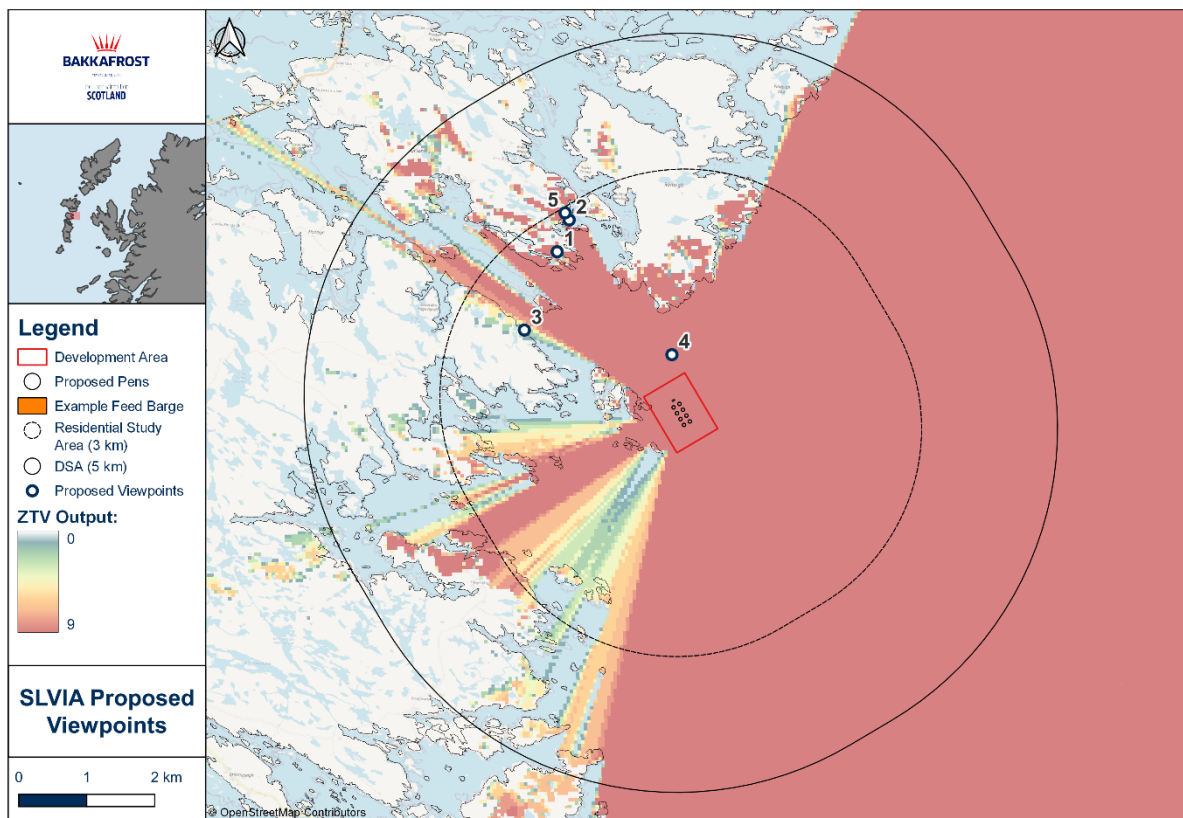 BAKKAFROST
SCOTLAND
Legend
Development Area
Proposed Pens
Example Feed Barge
Residential Study
Area (3 km)
DSA (5 km)
Proposed Viewpoints
ZTV Output:
0
9
SLVIA Proposed
Viewpoints
0 1 2 km
5
2
1
3
4
© OpenStreetMap Contributors